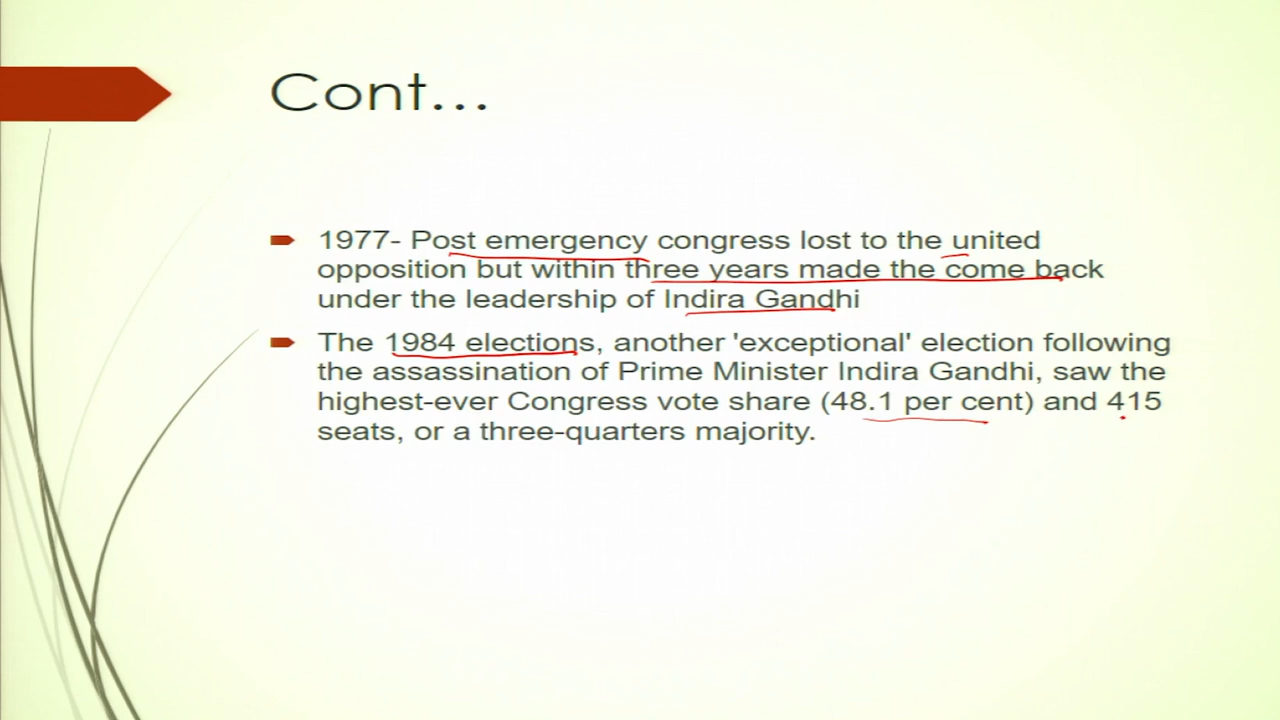 Cont...
1977- Post emergency congress lost to the united
opposition but within three years made the come back
under the leadership of Indira Gandhi
The 1984 elections, another 'exceptional' election following
the assassination of Prime Minister Indira Gandhi, saw the
highest-ever Congress vote share (48.1 per cent) and 415
seats, or a three-quarters majority.